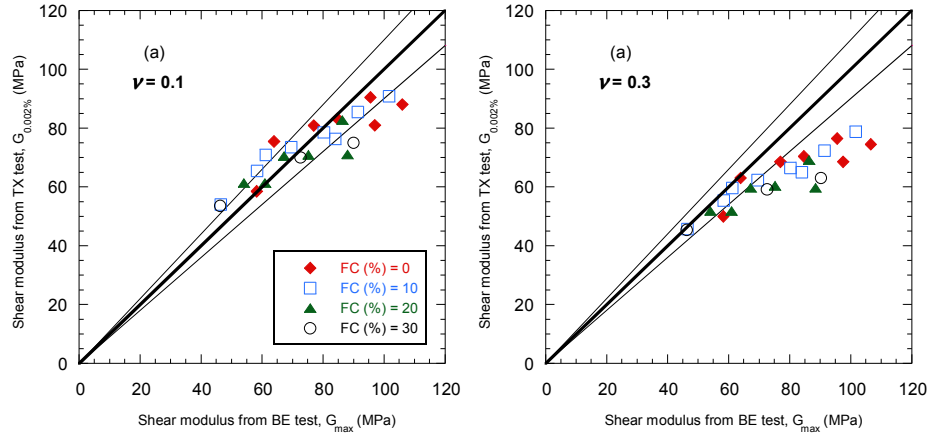 120
100
80
60
40
20
0
Shear modulus from TX test, G0.002% (MPa)
(a)
ν = 0.1
FC (%) = 0
FC (%) = 10
FC (%) = 20
FC (%) = 30
0 20 40 60 80 100 120
Shear modulus from BE test, Gmax (MPa)
120
100
80
60
40
20
0
Shear modulus from TX test, G0.002% (MPa)
(a)
ν = 0.3
0 20 40 60 80 100 120
Shear modulus from BE test, Gmax (MPa)